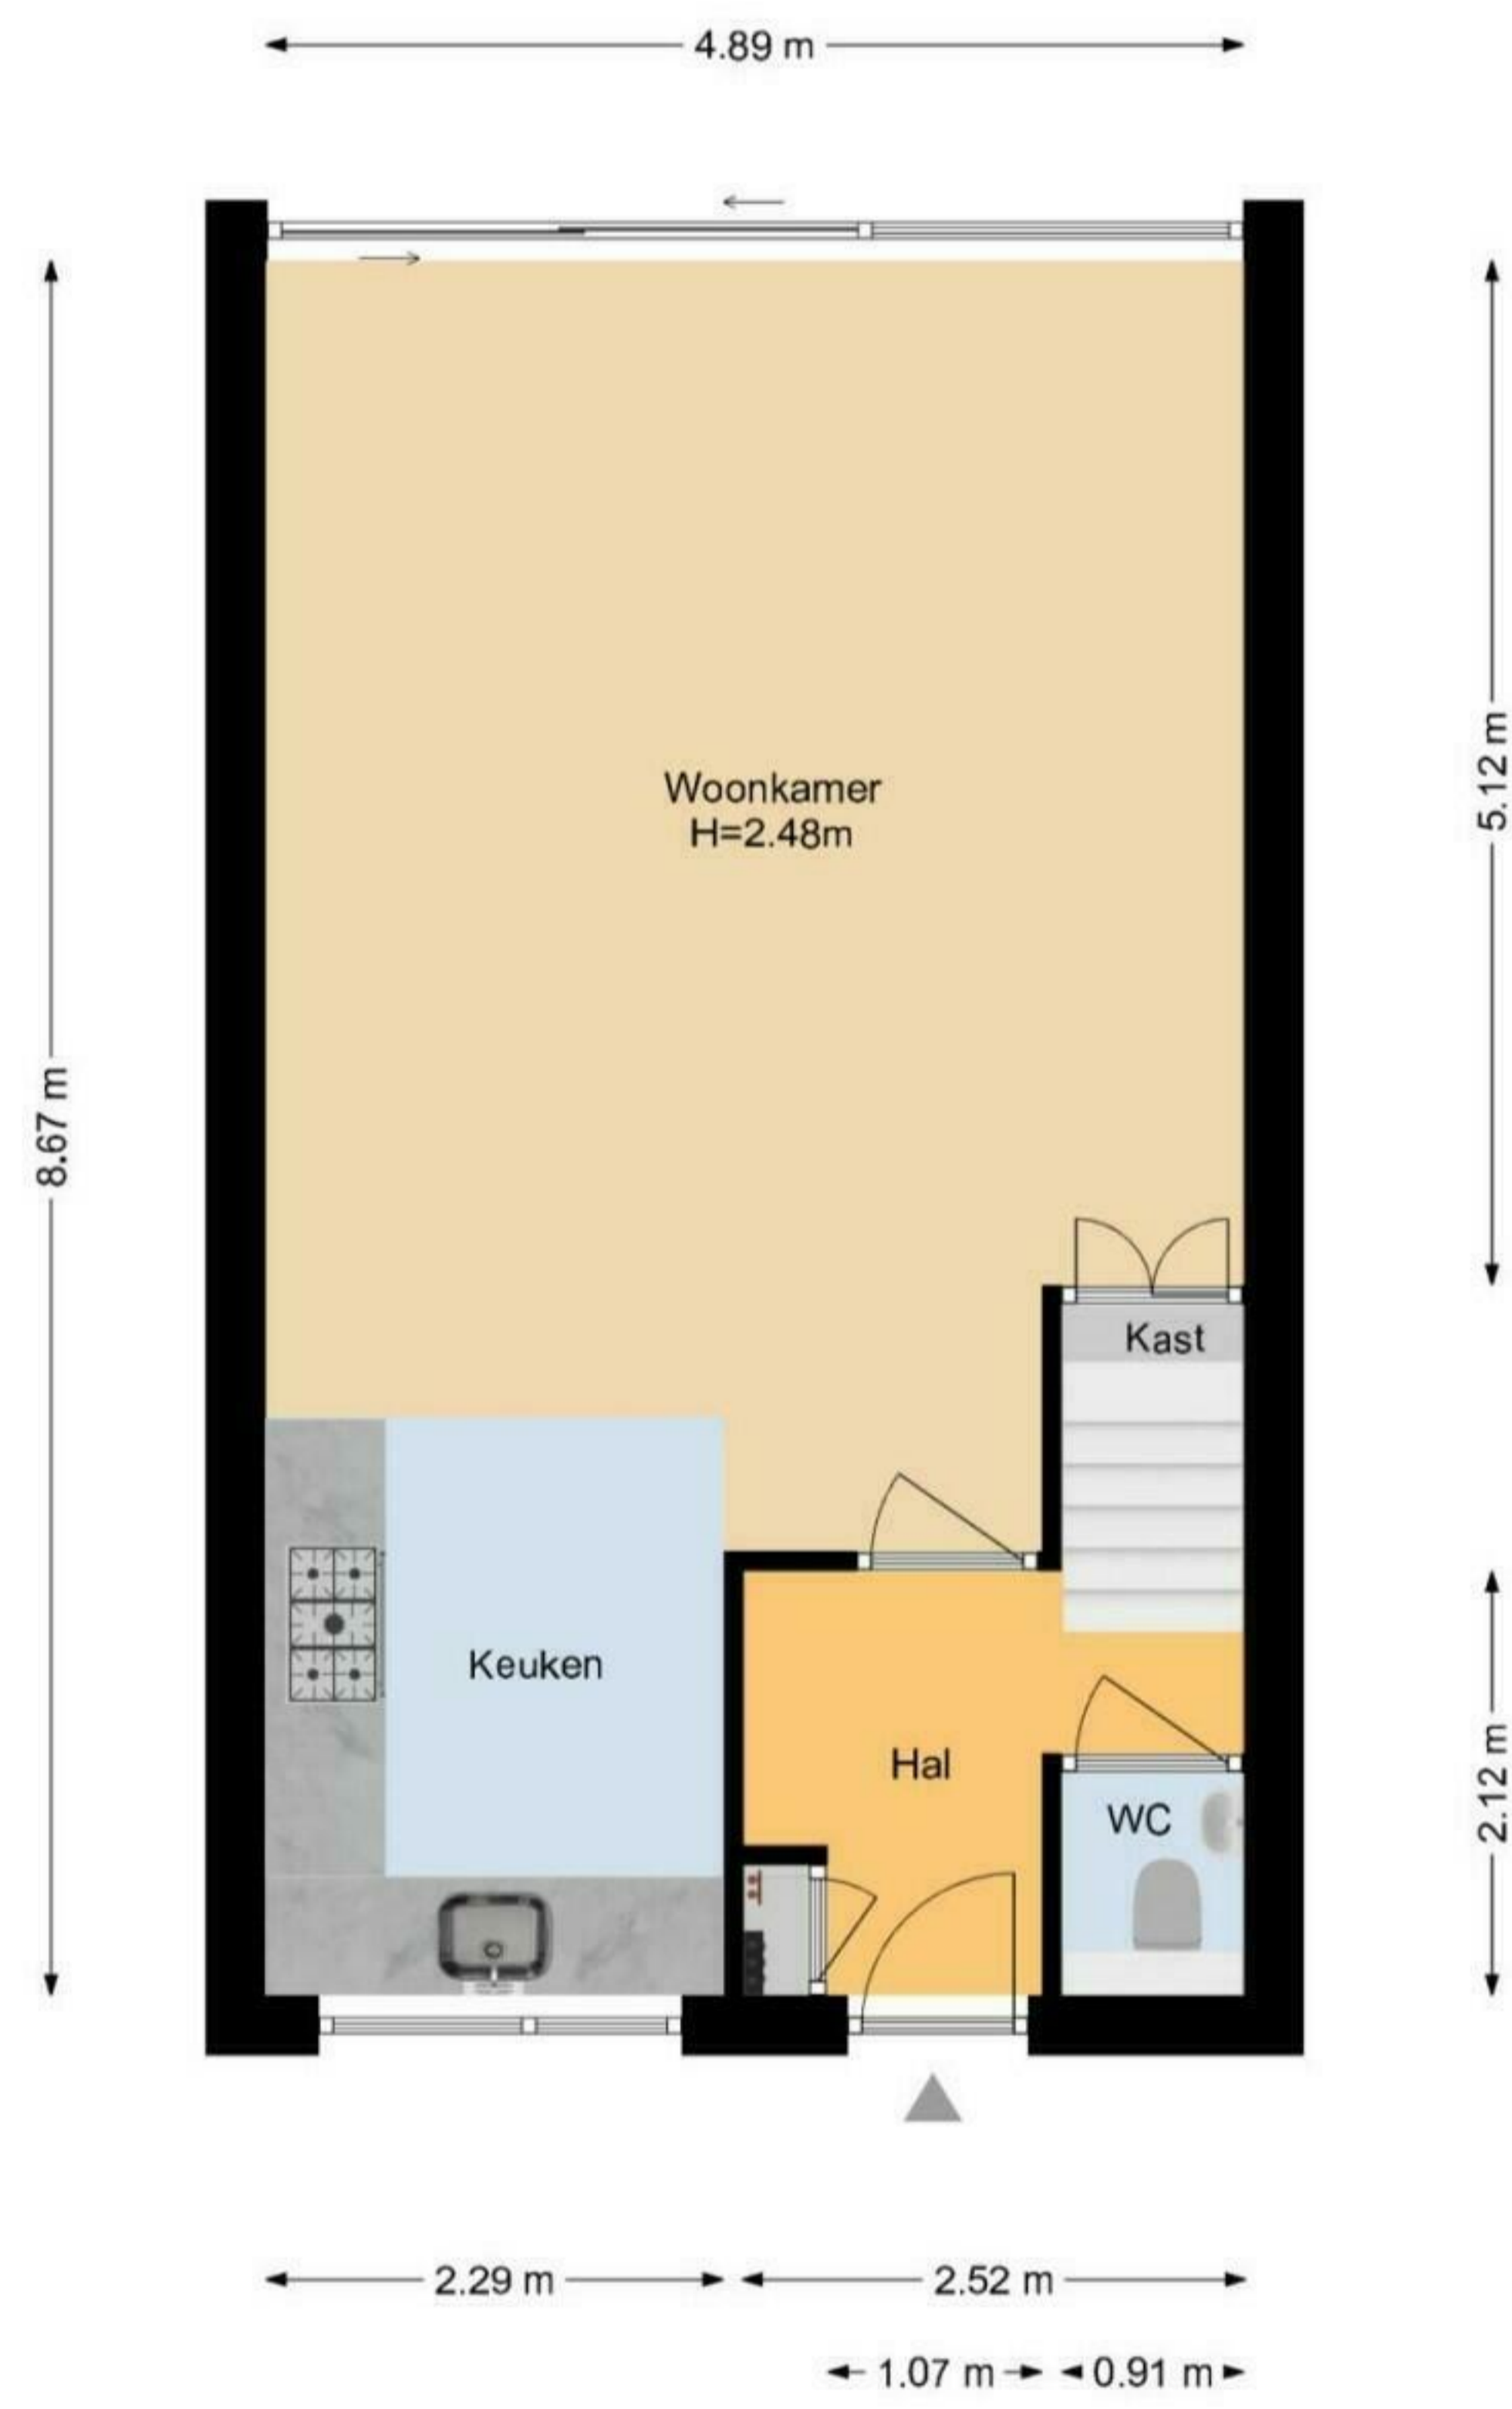 4.89 m
Woonkamer
H=2.48m
5.12 m
8.67 m
Kast
Keuken
Hal
WC
2.12 m
2.29 m
2.52 m
1.07 m
0.91 m